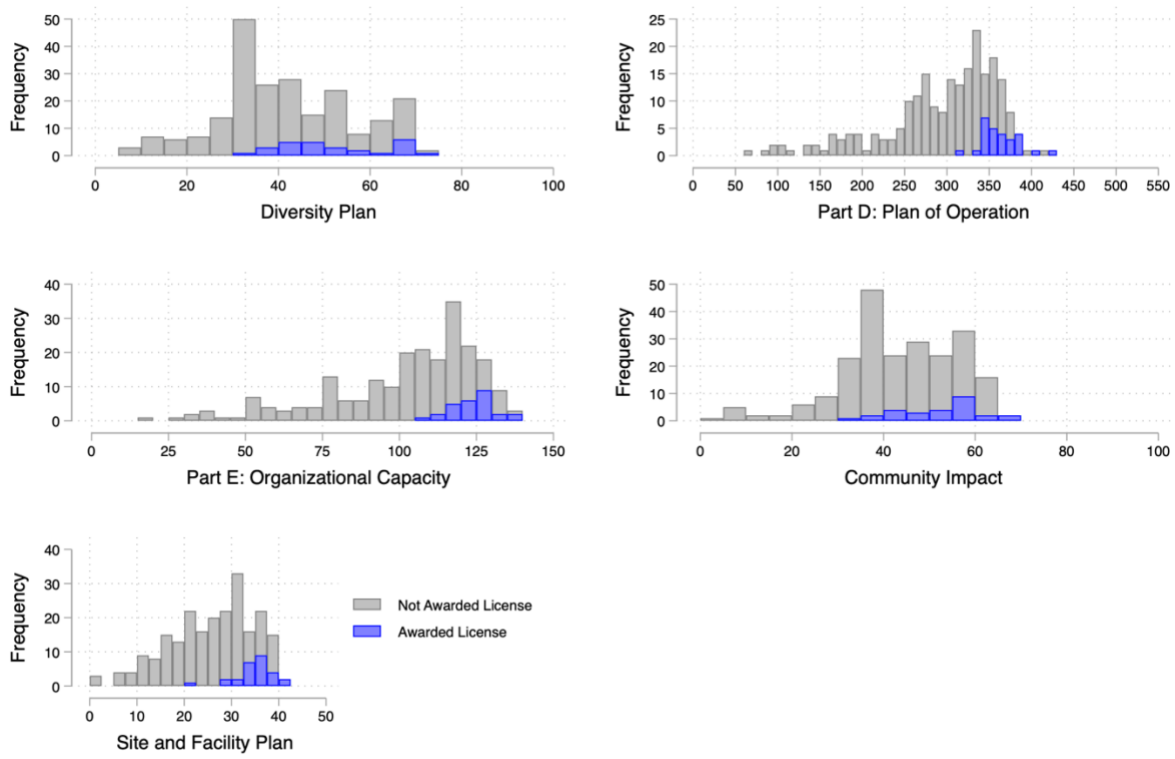 Frequency
50
40
30
20
10
0
0 20 40 60 80 100
Diversity Plan
Frequency
25
20
15
10
5
0
0 50 100 150 200 250 300 350 400 450 500 550
Part D: Plan of Operation
Frequency
40
30
20
10
0
0 25 50 75 100 125 150
Part E: Organizational Capacity
Frequency
50
40
30
20
10
0
0 20 40 60 80 100
Community Impact
Frequency
40
30
20
10
0
0 10 20 30 40 50
Site and Facility Plan
Not Awarded License
Awarded License